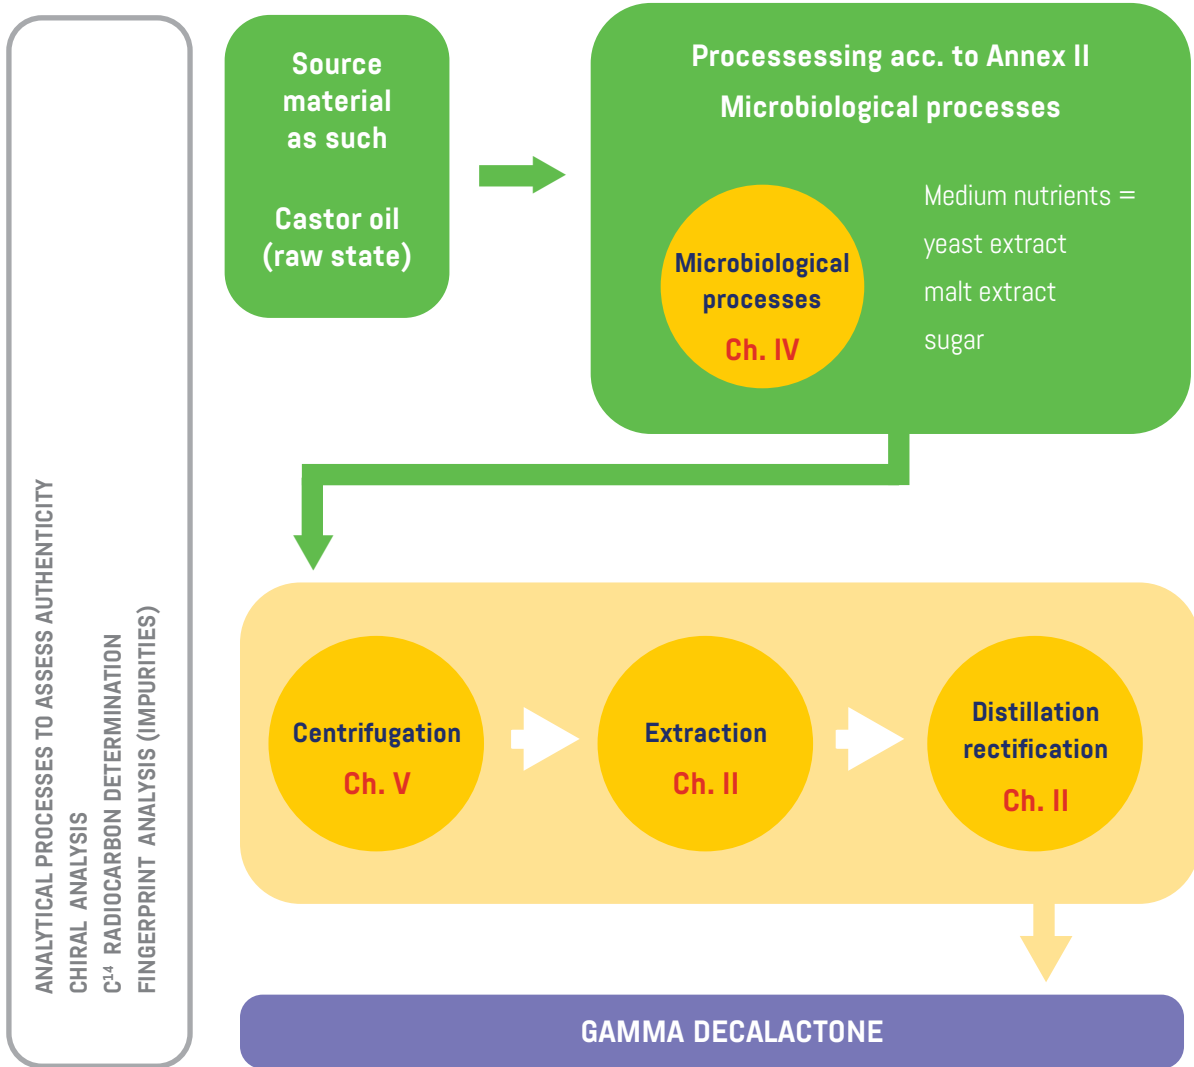 Source
material
as such
Castor oil
(raw state)
Processessing acc. to Annex II
Microbiological processes
Microbiological
processes
Ch. IV
Medium nutrients =
yeast extract
malt extract
sugar
Centrifugation
Ch. V
Extraction
Ch. II
Distillation
rectification
Ch. II
GAMMA DECALACTONE
ANALYTICAL PROCESSES TO ASSESS AUTHENTICITY
CHIRAL ANALYSIS
C¹⁴ RADIOCARBON DETERMINATION
FINGERPRINT ANALYSIS (IMPURITIES)